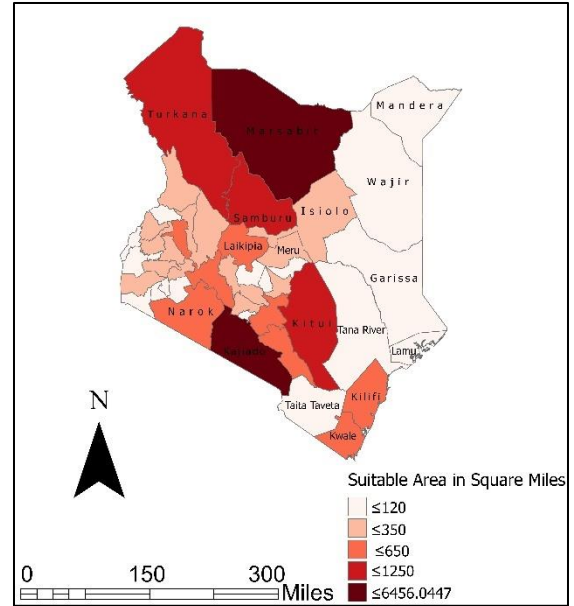 Mandera
Turkana
Marsabit
Wajir
Isiolo
Samburu
Laikipia
Meru
Garissa
Narok
Kitui
Tana River
Kajiado
Lamu
Taita Taveta
Kilifi
Kwale
N
Suitable Area in Square Miles
≤120
≤350
≤650
≤1250
≤6456.0447
0 150 300
Miles